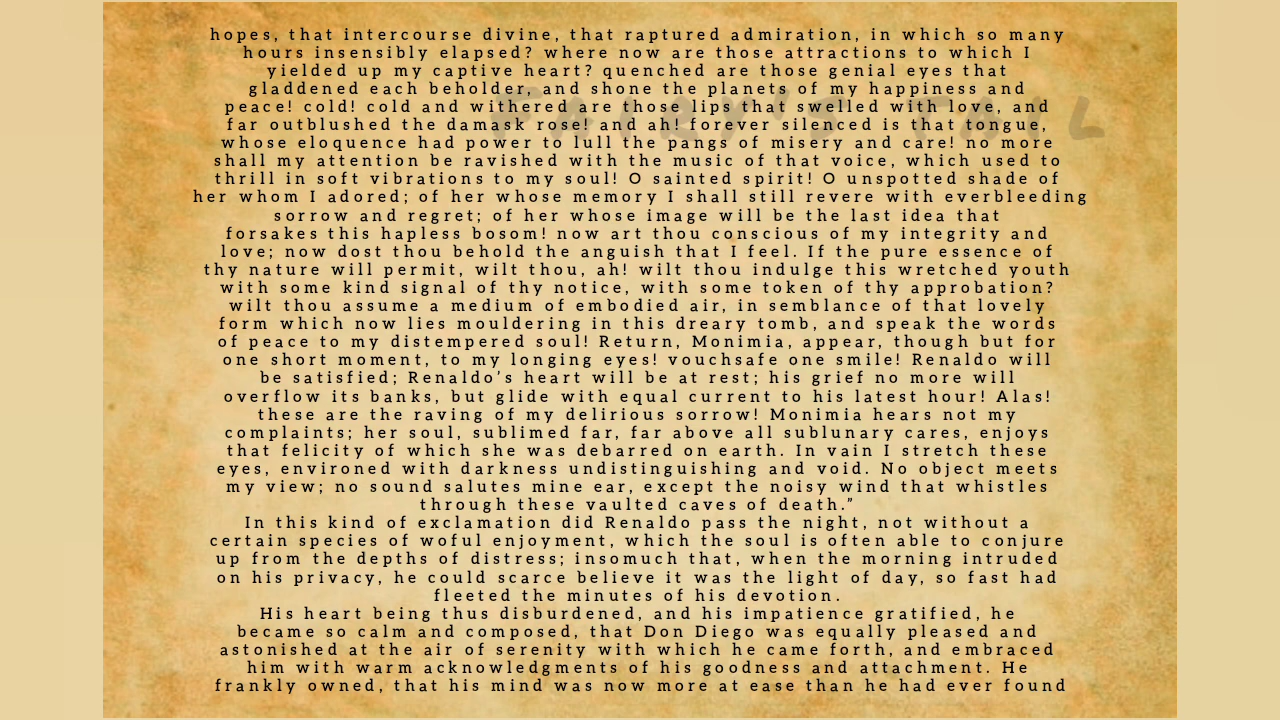 hopes, that intercourse divine, that raptured admiration, in which so many
hours insensibly elapsed? where now are those attractions to which I
yielded up my captive heart? quenched are those genial eyes that
gladdened each beholder, and shone the planets of my happiness and
peace! cold! cold and withered are those lips that swelled with love, and
far outblushed the damask rose! and ah! forever silenced is that tongue,
whose eloquence had power to lull the pangs of misery and care! no more
shall my attention be ravished with the music of that voice, which used to
thrill in soft vibrations to my soul! O sainted spirit! O unspotted shade of
her whom I adored; of her whose memory I shall still revere with everbleeding
sorrow and regret; of her whose image will be the last idea that
forsakes this hapless bosom! now art thou conscious of my integrity and
love; now dost thou behold the anguish that I feel. If the pure essence of
thy nature will permit, wilt thou, ah! wilt thou indulge this wretched youth
with some kind signal of thy notice, with some token of thy approbation?
wilt thou assume a medium of embodied air, in semblance of that lovely
form which now lies mouldering in this dreary tomb, and speak the words
of peace to my distempered soul! Return, Monimia, appear, though but for
one short moment, to my longing eyes! vouchsafe one smile! Renaldo will
be satisfied; Renaldo's heart will be at rest; his grief no more will
overflow its banks, but glide with equal current to his latest hour! Alas!
these are the raving of my delirious sorrow! Monimia hears not my
complaints; her soul, sublimed far, far above all sublunary cares, enjoys
that felicity of which she was debarred on earth. In vain I stretch these
eyes, environed with darkness undistinguishing and void. No object meets
my view; no sound salutes mine ear, except the noisy wind that whistles
through these vaulted caves of death.”
In this kind of exclamation did Renaldo pass the night, not without a
certain species of woful enjoyment, which the soul is often able to conjure
up from the depths of distress; insomuch that, when the morning intruded
on his privacy, he could scarce believe it was the light of day, so fast had
fleeted the minutes of his devotion.
His heart being thus disburdened, and his impatience gratified, he
became so calm and composed, that Don Diego was equally pleased and
astonished at the air of serenity with which he came forth, and embraced
him with warm acknowledgments of his goodness and attachment. He
frankly owned, that his mind was now more at ease than he had ever found
FAIRY'S TAIL